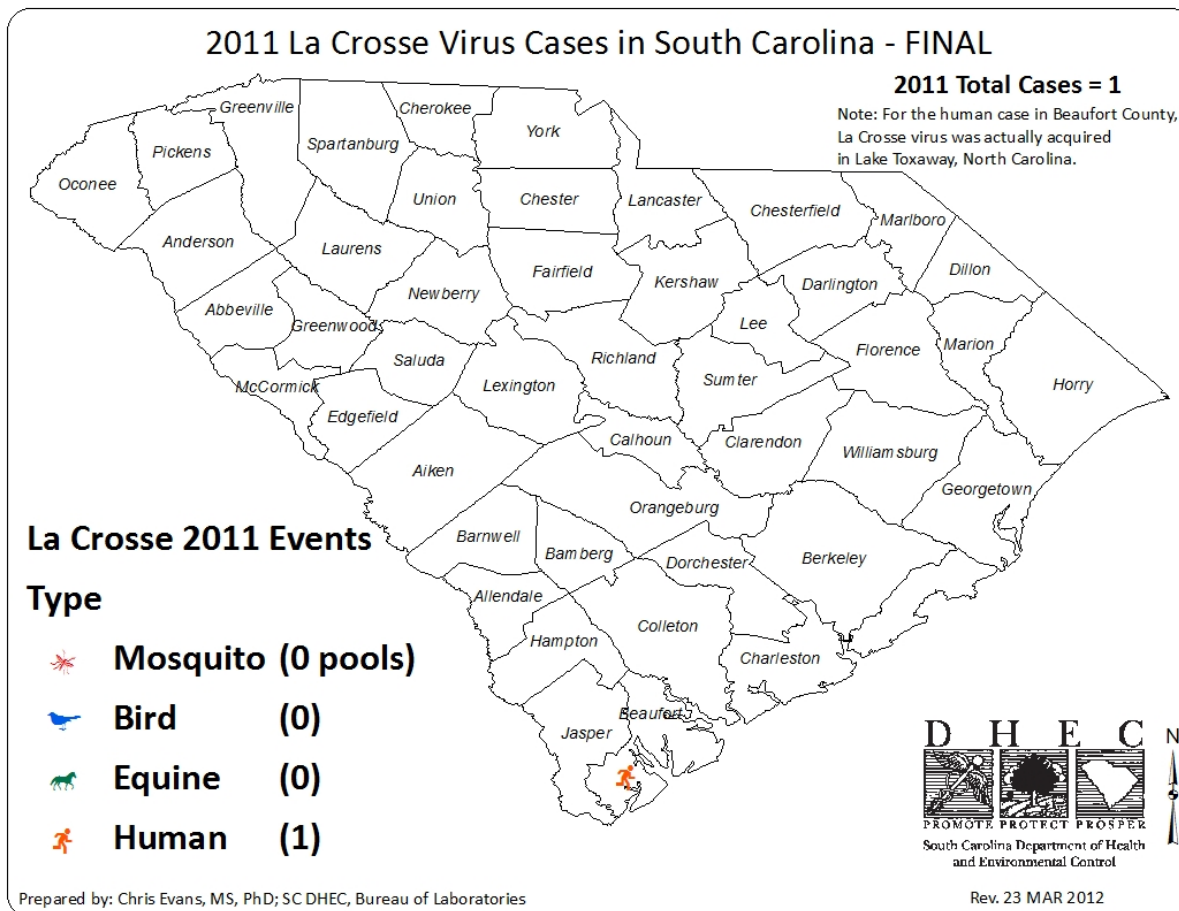 2011 La Crosse Virus Cases in South Carolina - FINAL
2011 Total Cases = 1
Note: For the human case in Beaufort County,
La Crosse virus was actually acquired
in Lake Toxaway, North Carolina.
Greenville
Cherokee
York
Spartanburg
Pickens
Oconee
Union
Chester
Lancaster
Chesterfield
Marlboro
Anderson
Laurens
Fairfield
Kershaw
Dillon
Newberry
Darlington
Abbeville
Greenwood
Lee
Marion
Saluda
Richland
Florence
McCormick
Lexington
Sumter
Horry
Edgefield
Calhoun
Clarendon
Williamsburg
Aiken
Georgetown
Orangeburg
Barnwell
Bamberg
Dorchester
Berkeley
Allendale
Hampton
Colleton
Charleston
Beaufort
Jasper
La Crosse 2011 Events
Type
Mosquito (0 pools)
Bird (0)
Equine (0)
Human (1)
D H E C
N
PROMOTE PROTECT PROSPER
South Carolina Department of Health
and Environmental Control
Prepared by: Chris Evans, MS, PhD; SC DHEC, Bureau of Laboratories
Rev. 23 MAR 2012